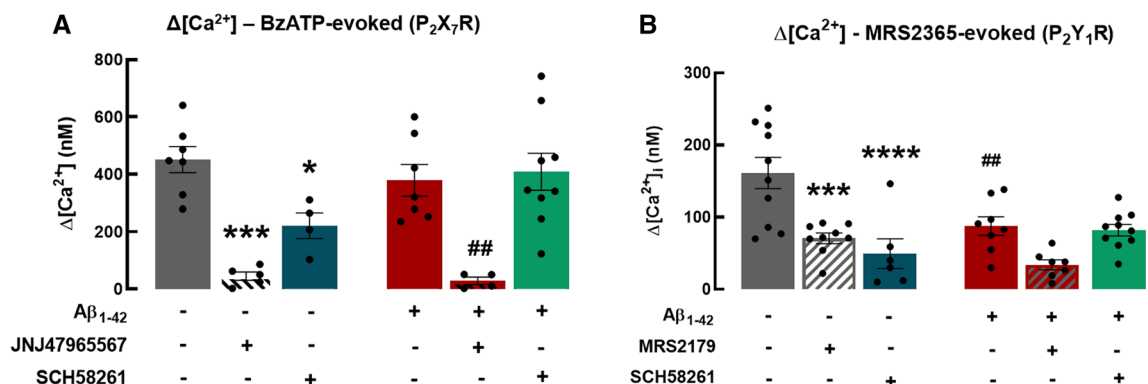 A
Δ[Ca²⁺] – BzATP-evoked (P₂X₇R)
Δ[Ca²⁺] (nM)
800
600
400
200
0
***
*
##
Aβ₁₋₄₂ - - - + + +
JNJ47965567 - + - - + -
SCH58261 - - + - - +
B
Δ[Ca²⁺] - MRS2365-evoked (P₂Y₁R)
Δ[Ca²⁺]ᵢ (nM)
300
200
100
0
***
****
##
Aβ₁₋₄₂ - - - + + +
MRS2179 - + - - + -
SCH58261 - - + - - +